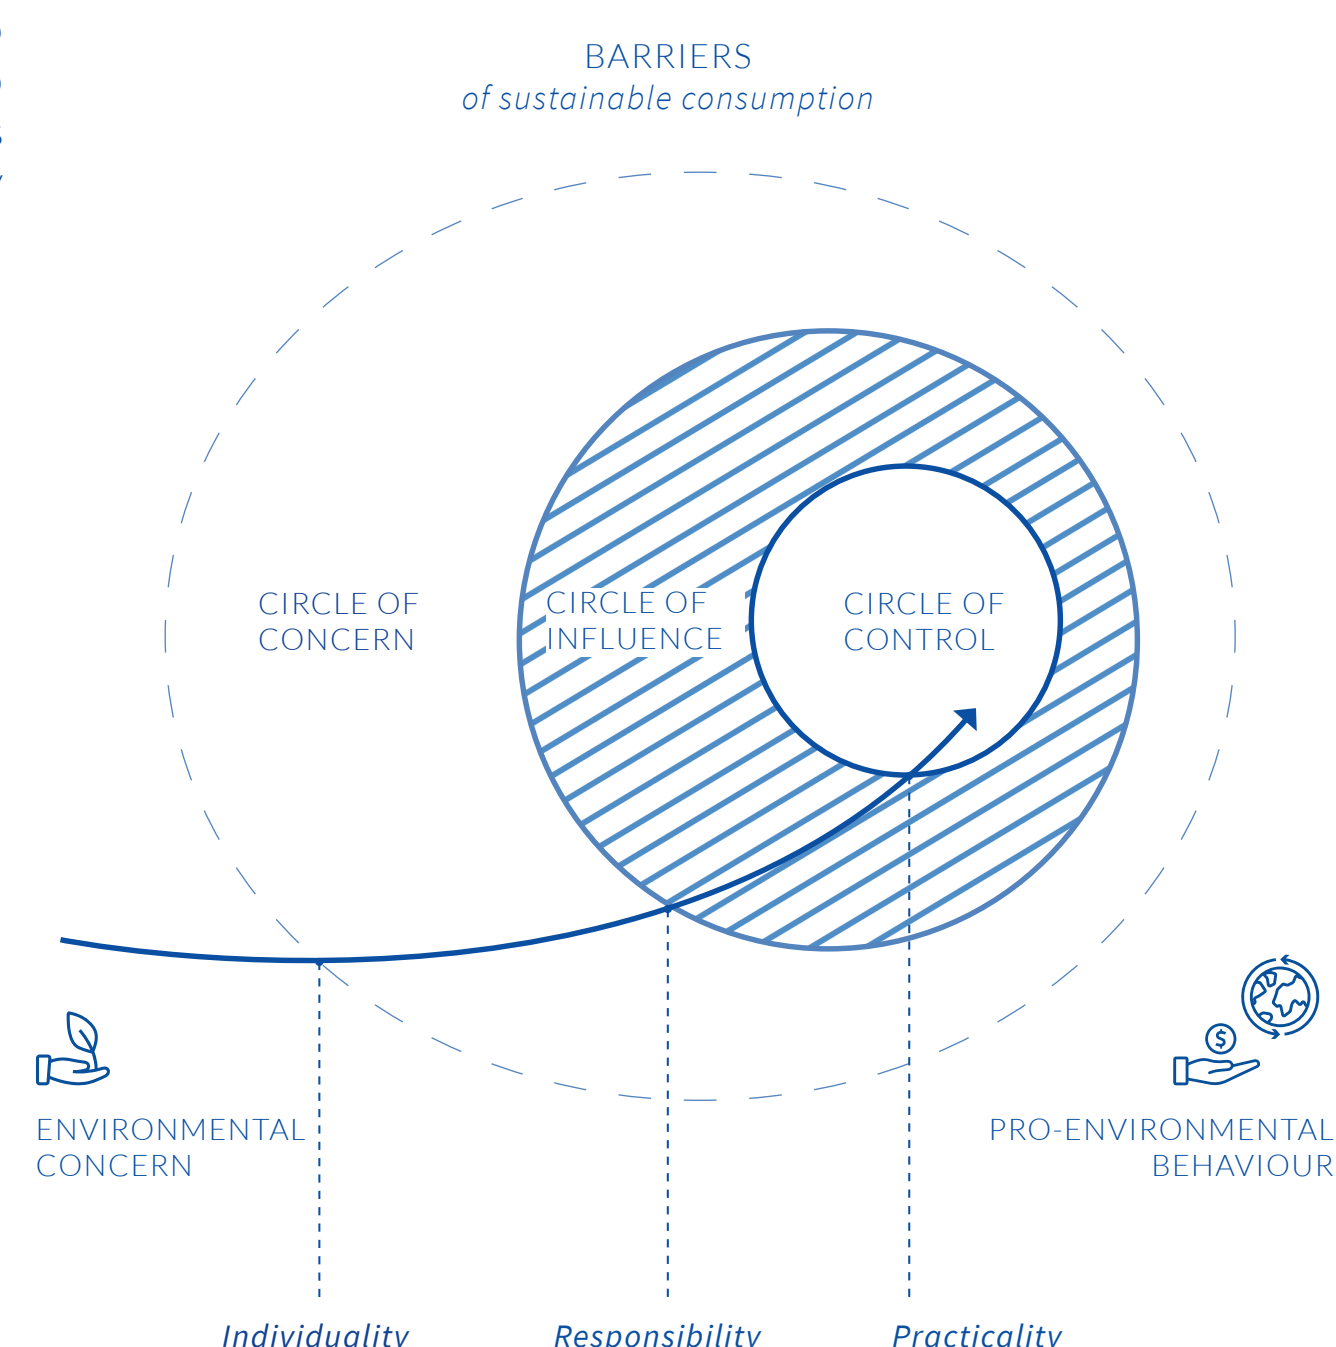 BARRIERS
of sustainable consumption
CIRCLE OF
CONCERN
CIRCLE OF
INFLUENCE
CIRCLE OF
CONTROL
$
ENVIRONMENTAL
CONCERN
PRO-ENVIRONMENTAL
BEHAVIOUR
Individuality
Responsibility
Practicality